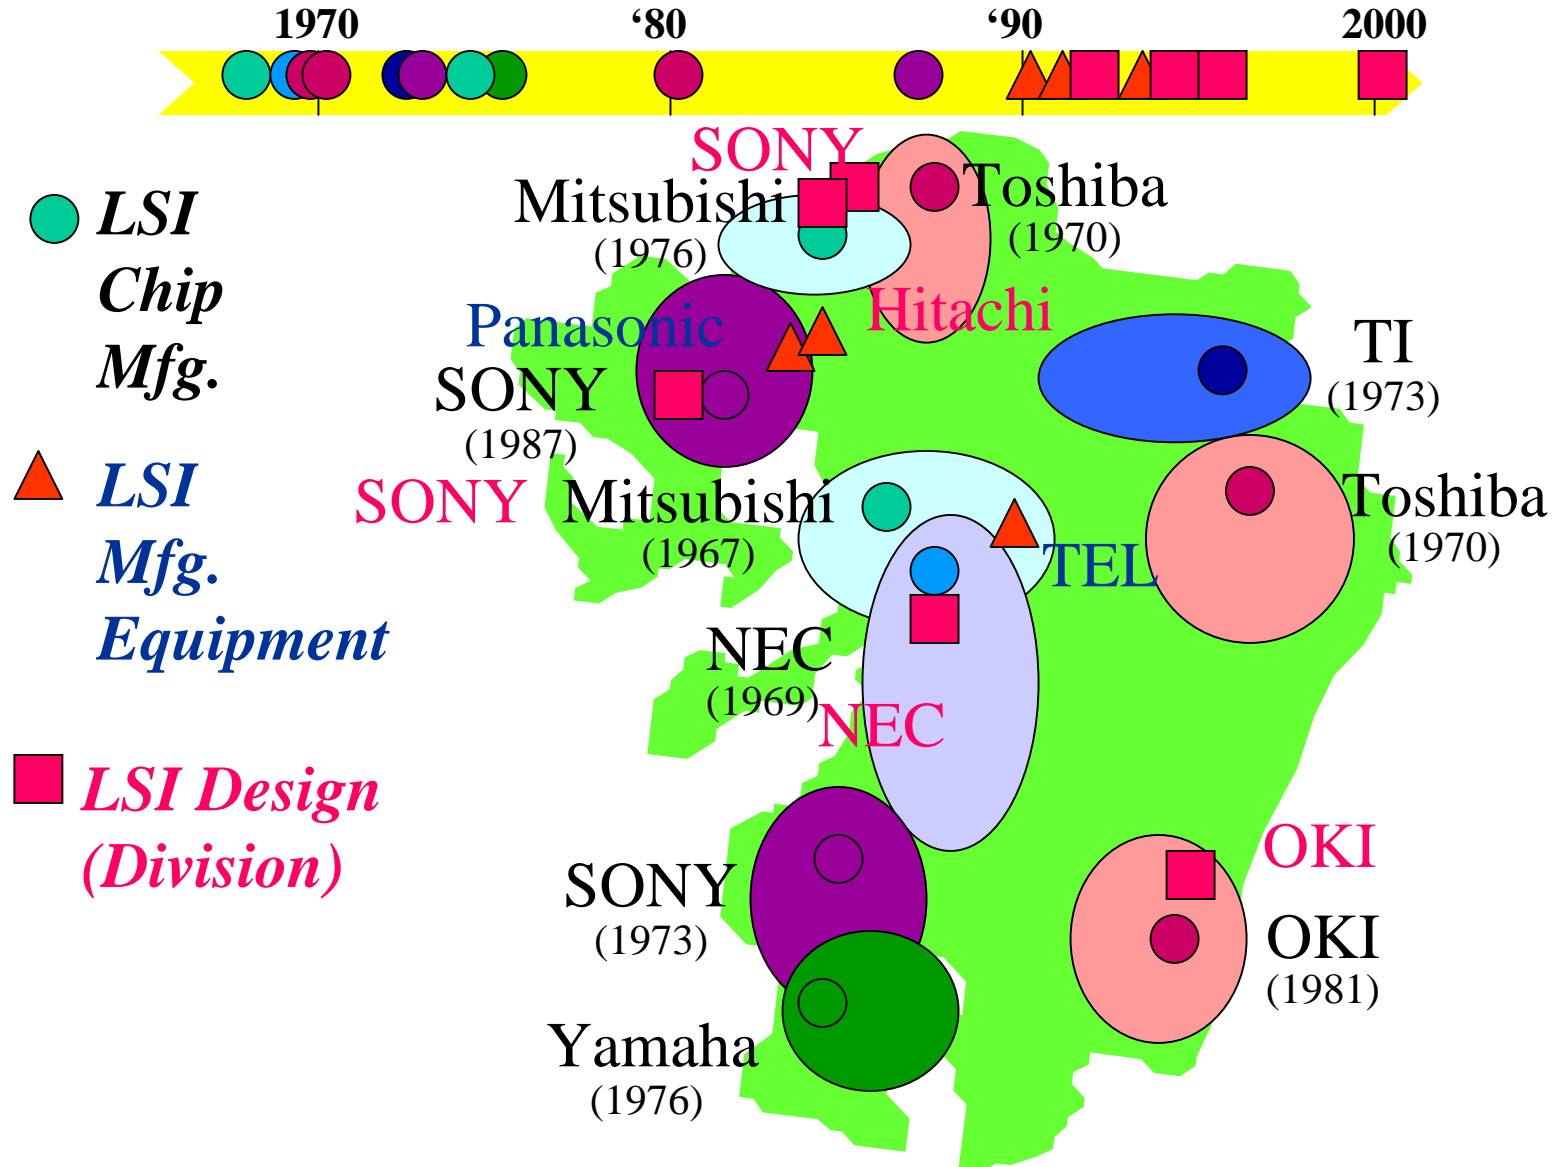 1970 ‘80 ‘90 2000
SONY
Mitsubishi
(1976)
Toshiba
(1970)
LSI
Chip
Mfg.
Panasonic
Hitachi
TI
(1973)
SONY
(1987)
LSI
Mfg.
Equipment
SONY
Mitsubishi
(1967)
Toshiba
(1970)
TEL
NEC
(1969)
NEC
LSI Design
(Division)
OKI
SONY
(1973)
OKI
(1981)
Yamaha
(1976)